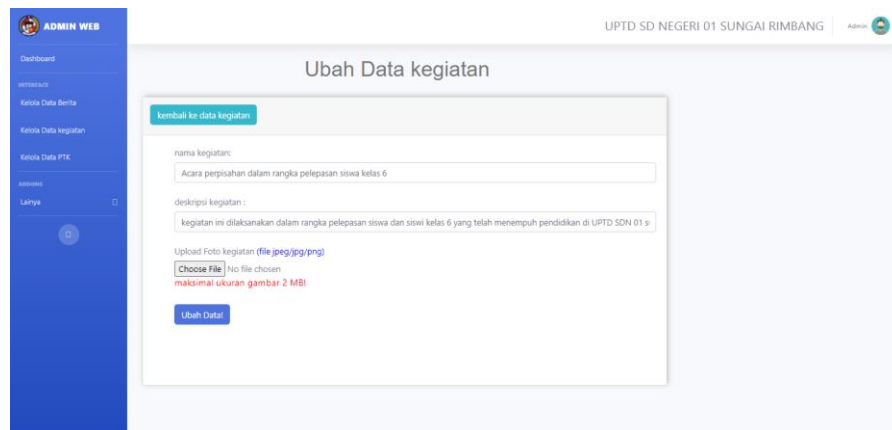 ADMIN WEB
UPTD SD NEGERI 01 SUNGAI RIMBANG
Admin
Dashboard
INTERFACE
Kelola Data Berita
Kelola Data kegiatan
Kelola Data PTK
ADDONS
Lainya
Ubah Data kegiatan
kembali ke data kegiatan
nama kegiatan:
Acara perpisahan dalam rangka pelepasan siswa kelas 6
deskripsi kegiatan :
kegiatan ini dilaksanakan dalam rangka pelepasan siswa dan siswi kelas 6 yang telah menempuh pendidikan di UPTD SDN 01 s
Upload Foto kegiatan (file jpeg/jpg/png)
Choose File No file chosen
maksimal ukuran gambar 2 MB!
Ubah Data!